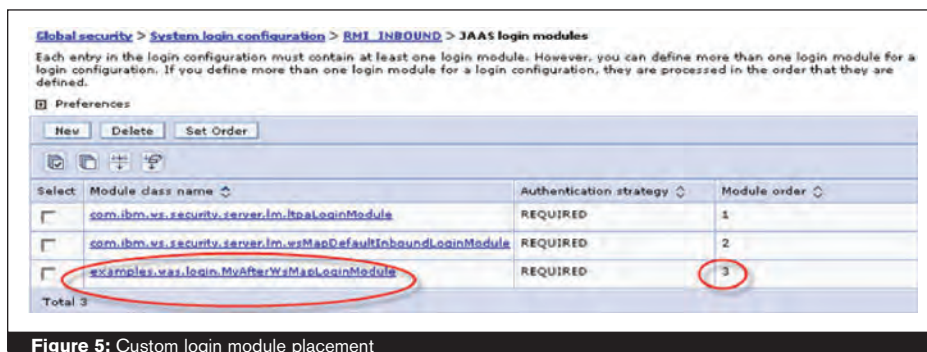 Global security > System login configuration > RMI_INBOUND > JAAS login modules
Each entry in the login configuration must contain at least one login module. However, you can define more than one login module for a
login configuration. If you define more than one login module for a login configuration, they are processed in the order that they are
defined.
Preferences
New Delete Set Order
Select Module class name Authentication strategy Module order
com.ibm.ws.security.server.lm.ltpaLoginModule REQUIRED 1
com.ibm.ws.security.server.lm.wsMapDefaultInboundLoginModule REQUIRED 2
examples.was.login.MyAfterWsMapLoginModule REQUIRED 3
Total 3
Figure 5: Custom login module placement